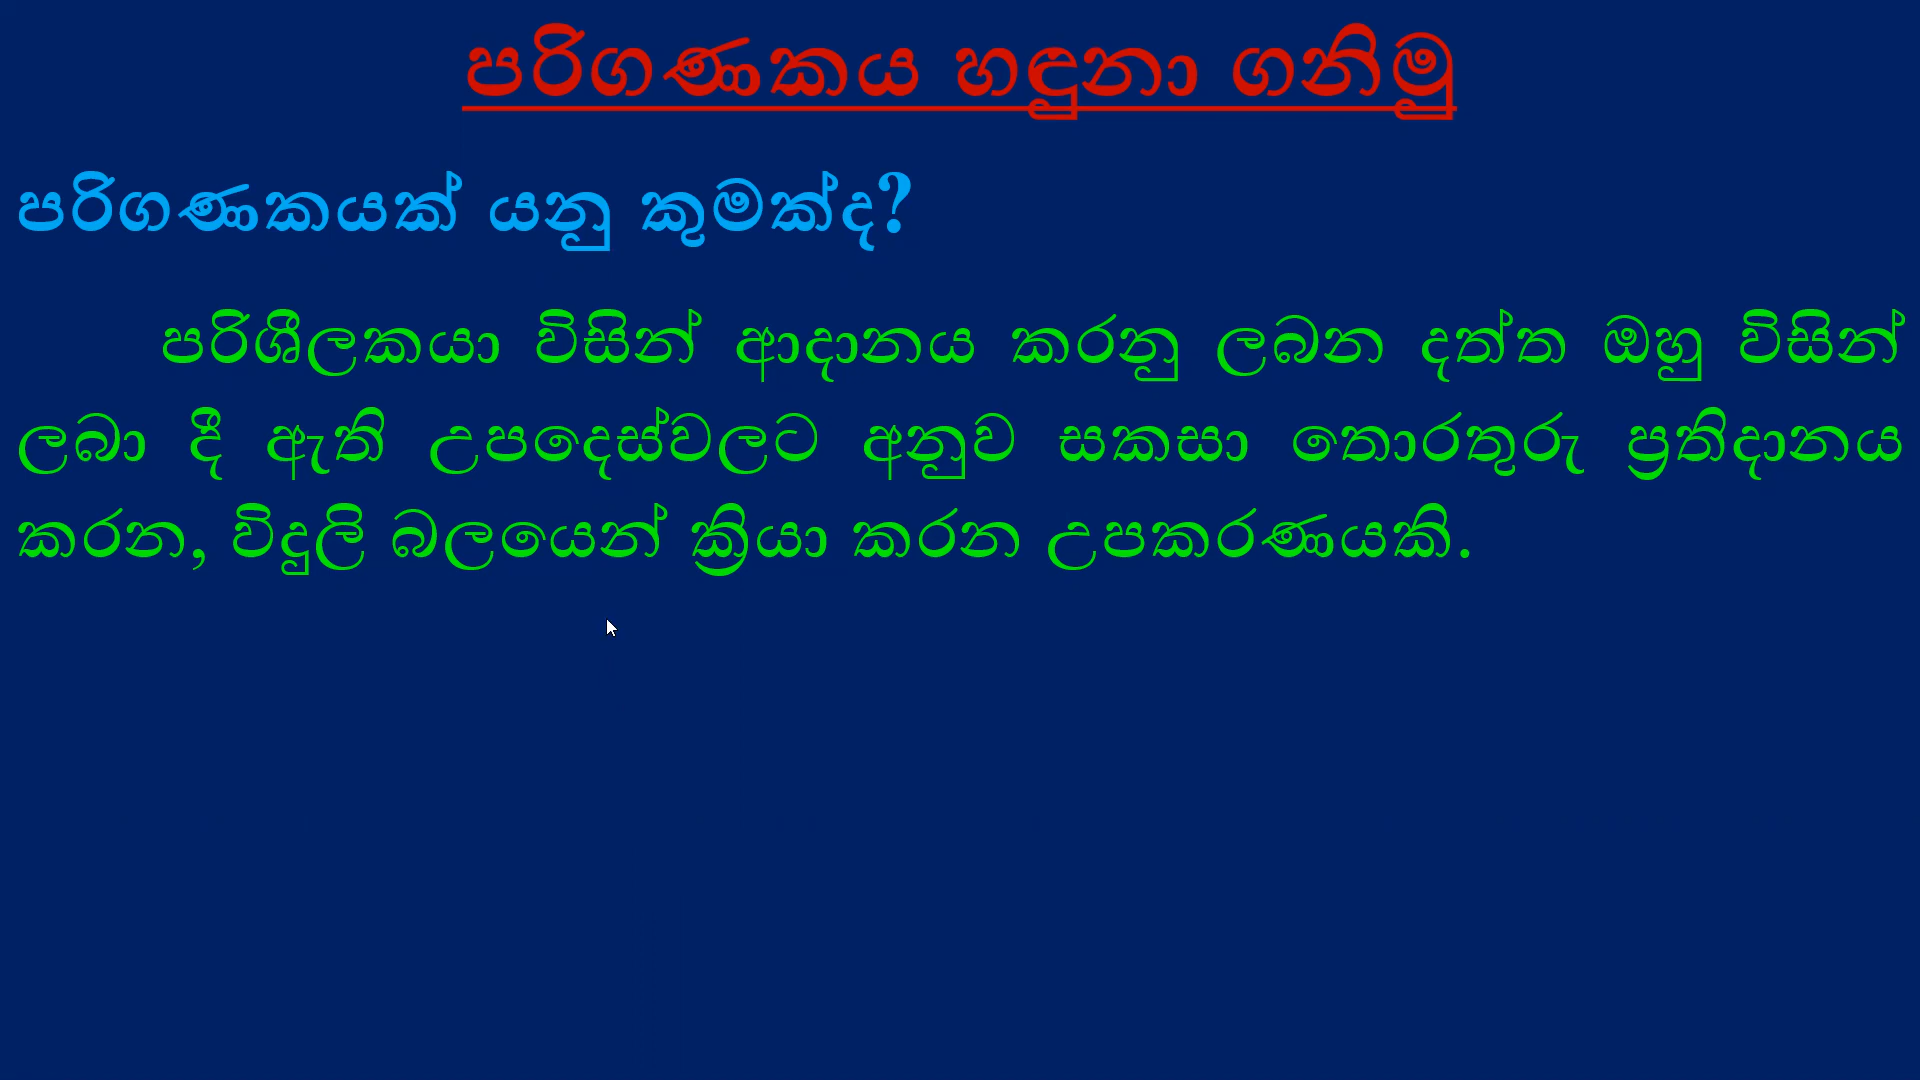 පරිගණකය හඳුනා ගනිමු
පරිගණකයක් යනු කුමක්ද?
පරිශීලකයා විසින් ආදානය කරනු ලබන දත්ත ඔහු විසින්
ලබා දී ඇති උපදෙස්වලට අනුව සකසා තොරතුරු ප්‍රතිදානය
කරන, විදුලි බලයෙන් ක්‍රියා කරන උපකරණයකි.